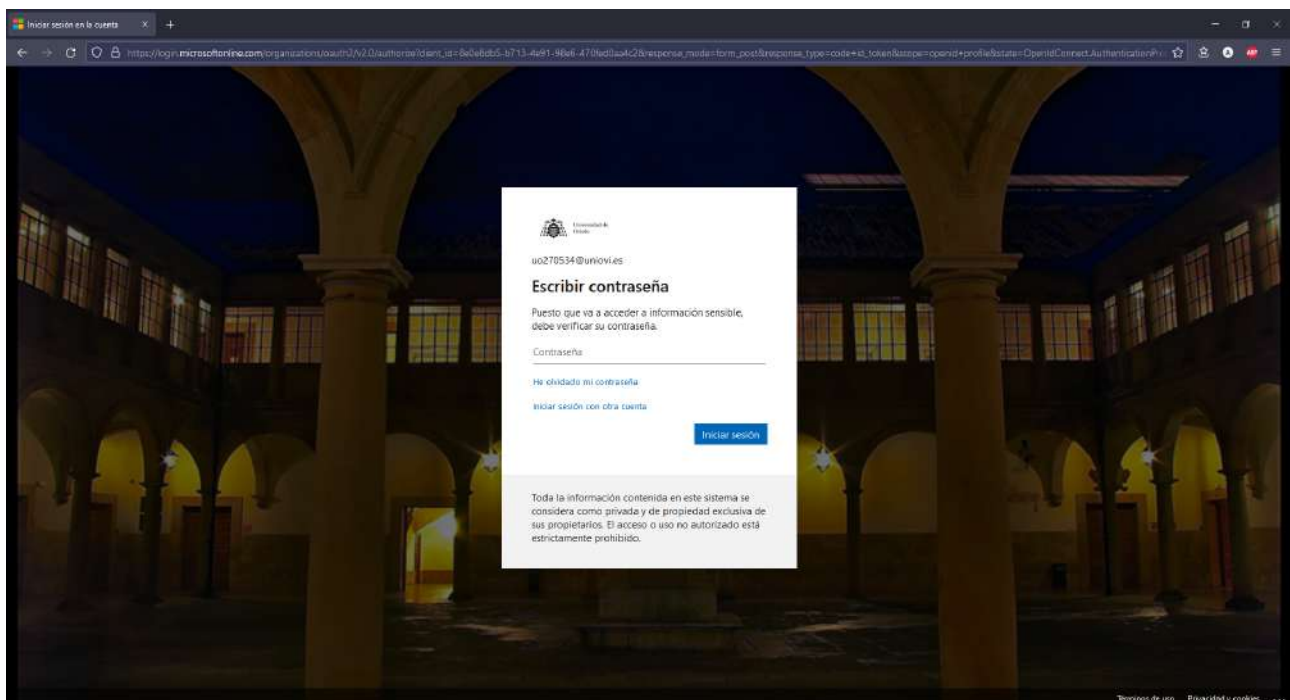 Iniciar sesión en la cuenta
https://login.microsoftonline.com/organizations/oauth2/v2.0/authorize?client_id=
Universidad de
Oviedo
uo270534@uniovi.es
Escribir contraseña
Puesto que va a acceder a información sensible,
debe verificar su contraseña.
Contraseña
He olvidado mi contraseña
Iniciar sesión con otra cuenta
Iniciar sesión
Toda la información contenida en este sistema se
considera como privada y de propiedad exclusiva de
sus propietarios. El acceso o uso no autorizado está
estrictamente prohibido.
Términos de uso Privacidad y cookies ...